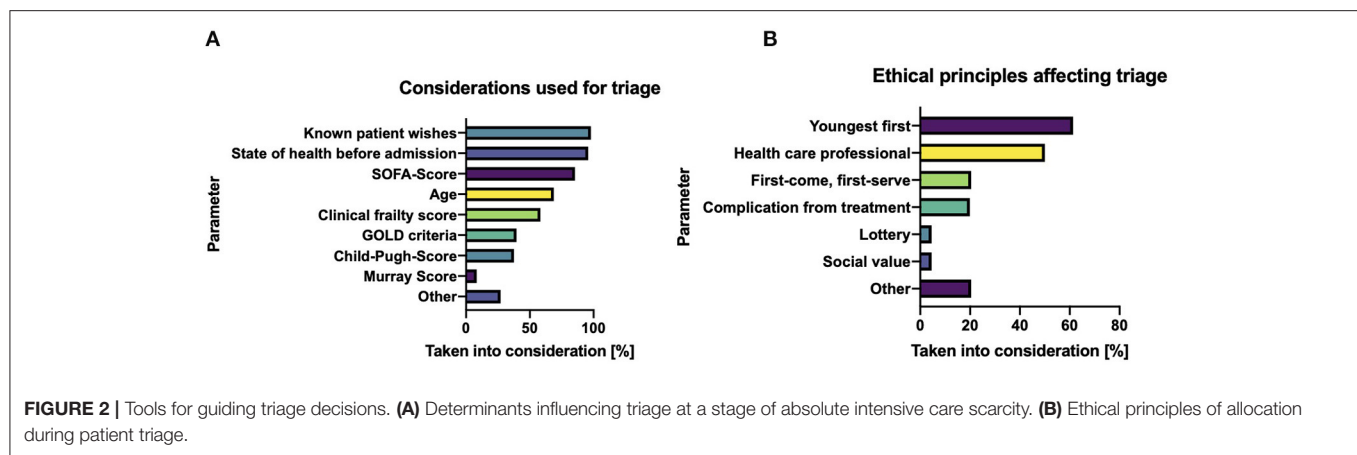 A
Considerations used for triage
Parameter
Known patient wishes
State of health before admission
SOFA-Score
Age
Clinical frailty score
GOLD criteria
Child-Pugh-Score
Murray Score
Other
0 50 100
Taken into consideration [%]
B
Ethical principles affecting triage
Parameter
Youngest first
Health care professional
First-come, first-serve
Complication from treatment
Lottery
Social value
Other
0 20 40 60 80
Taken into consideration [%]
FIGURE 2 | Tools for guiding triage decisions. (A) Determinants influencing triage at a stage of absolute intensive care scarcity. (B) Ethical principles of allocation
during patient triage.